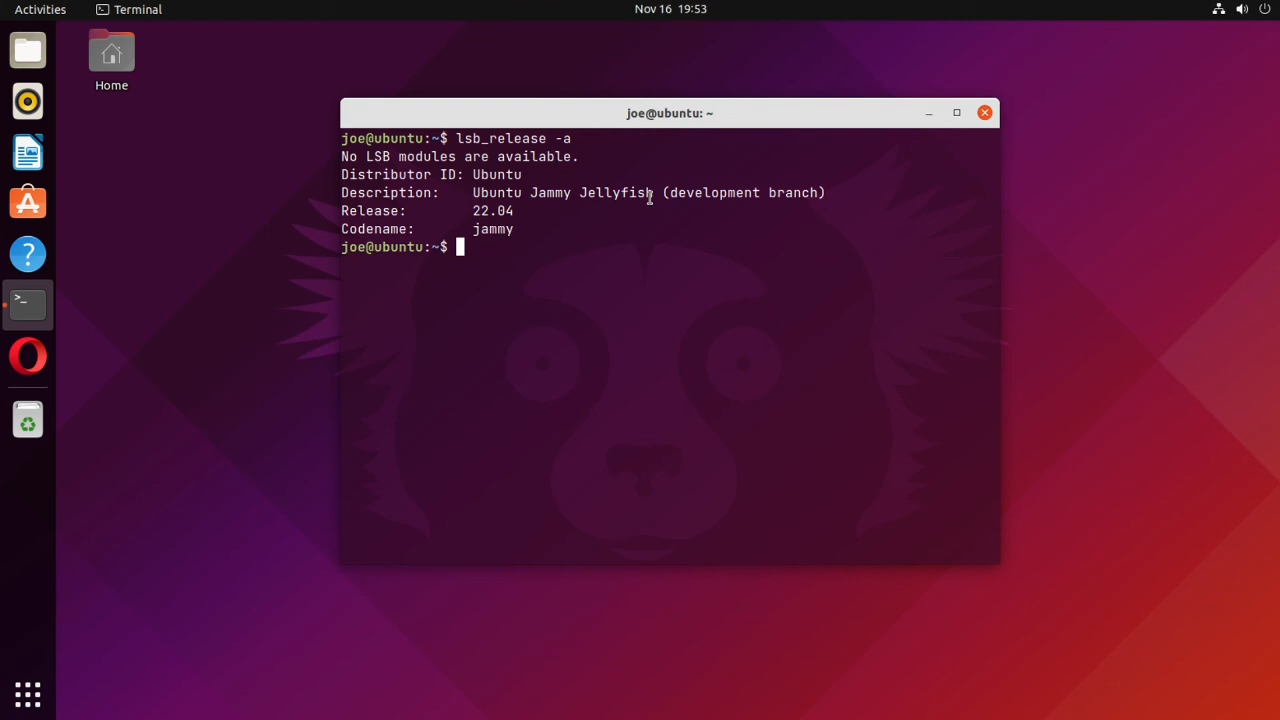 Activities
Terminal
Nov 16 19:53
Home
joe@ubuntu: ~
joe@ubuntu:~$ lsb_release -a
No LSB modules are available.
Distributor ID: Ubuntu
Description: Ubuntu Jammy Jellyfish (development branch)
Release: 22.04
Codename: jammy
joe@ubuntu:~$